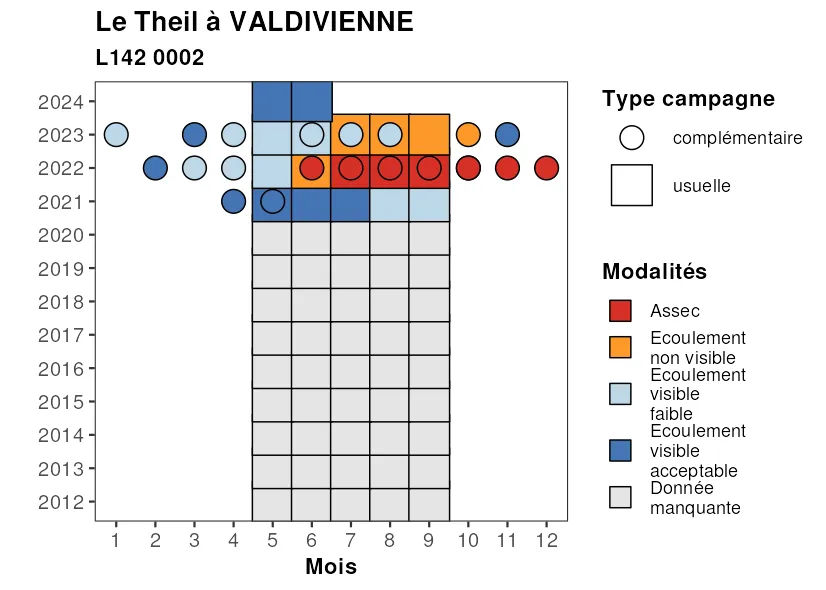 Le Theil à VALDIVIENNE
L142 0002
2024
2023
2022
2021
2020
2019
2018
2017
2016
2015
2014
2013
2012
1 2 3 4 5 6 7 8 9 10 11 12
Mois
Type campagne
complémentaire
usuelle
Modalités
Assec
Ecoulement
non visible
Ecoulement
visible
faible
Ecoulement
visible
acceptable
Donnée
manquante